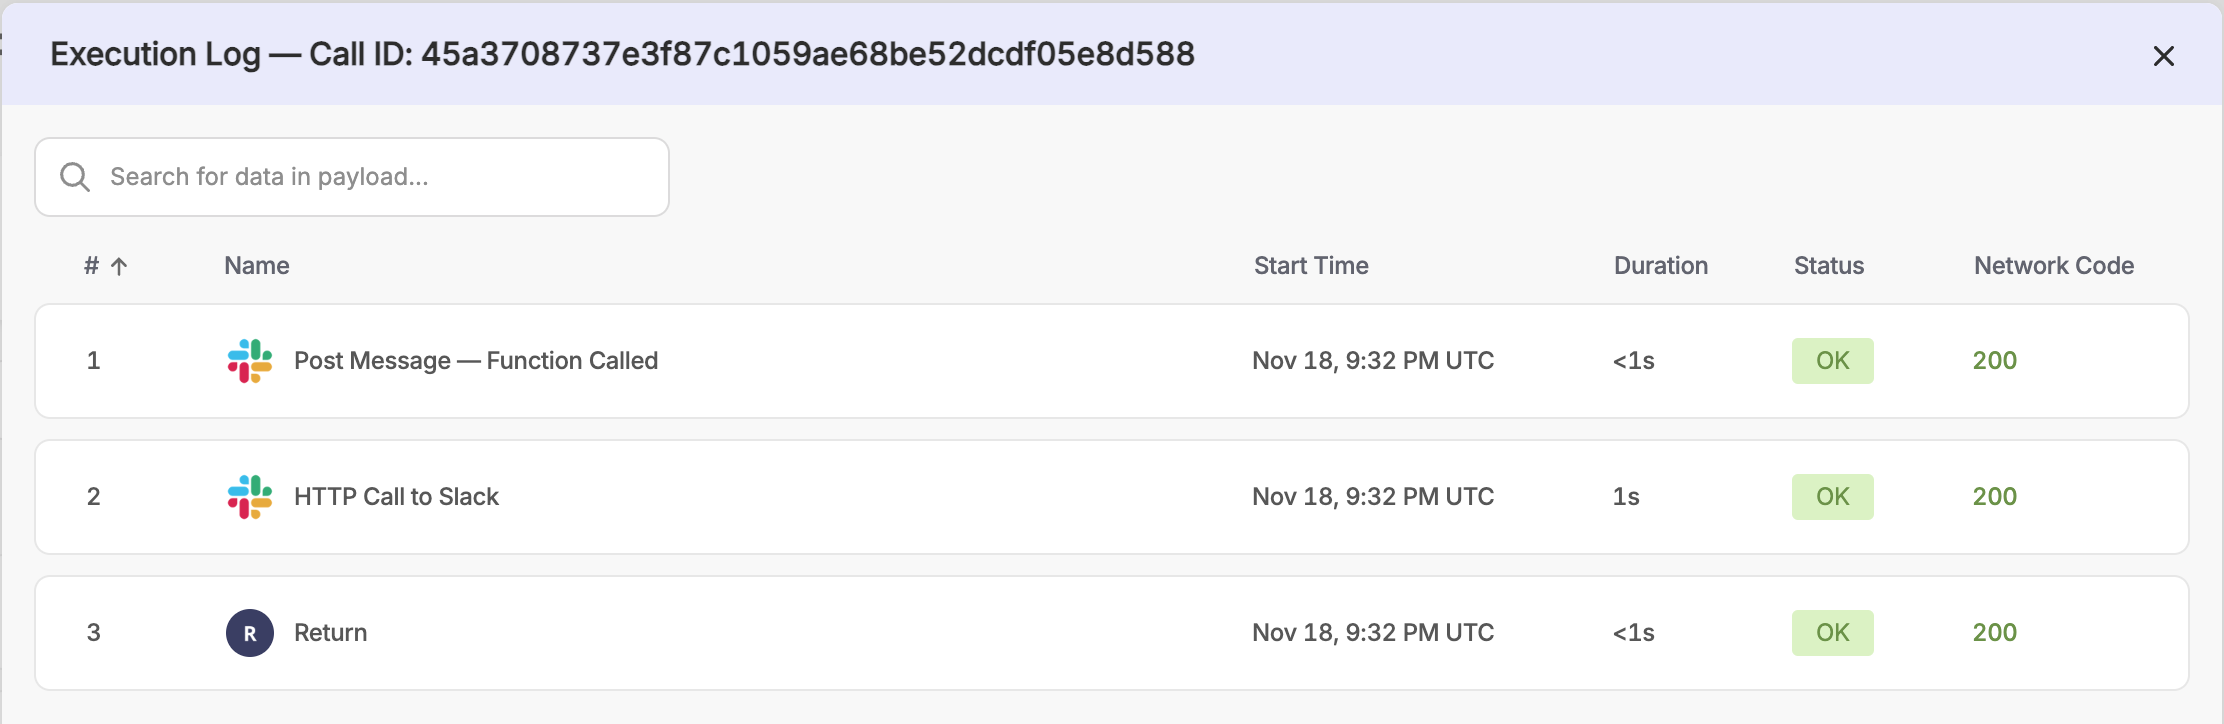 Execution Log — Call ID: 45a3708737e3f87c1059ae68be52dcdf05e8d588
Search for data in payload...
# Name Start Time Duration Status Network Code
1 Post Message — Function Called Nov 18, 9:32 PM UTC <1s OK 200
2 HTTP Call to Slack Nov 18, 9:32 PM UTC 1s OK 200
3 R Return Nov 18, 9:32 PM UTC <1s OK 200